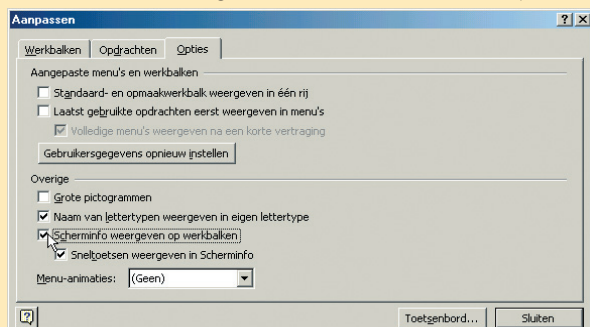 Aanpassen
Werkbalken Opdrachten Opties
Aangepaste menu's en werkbalken
Standaard- en opmaakwerkbalk weergeven in één rij
Laatst gebruikte opdrachten eerst weergeven in menu's
Volledige menu's weergeven na een korte vertraging
Gebruikersgegevens opnieuw instellen
Overige
Grote pictogrammen
Naam van lettertypen weergeven in eigen lettertype
Scherminfo weergeven op werkbalken
Sneltoetsen weergeven in Scherminfo
Menu-animaties: (Geen)
Toetsenbord... Sluiten